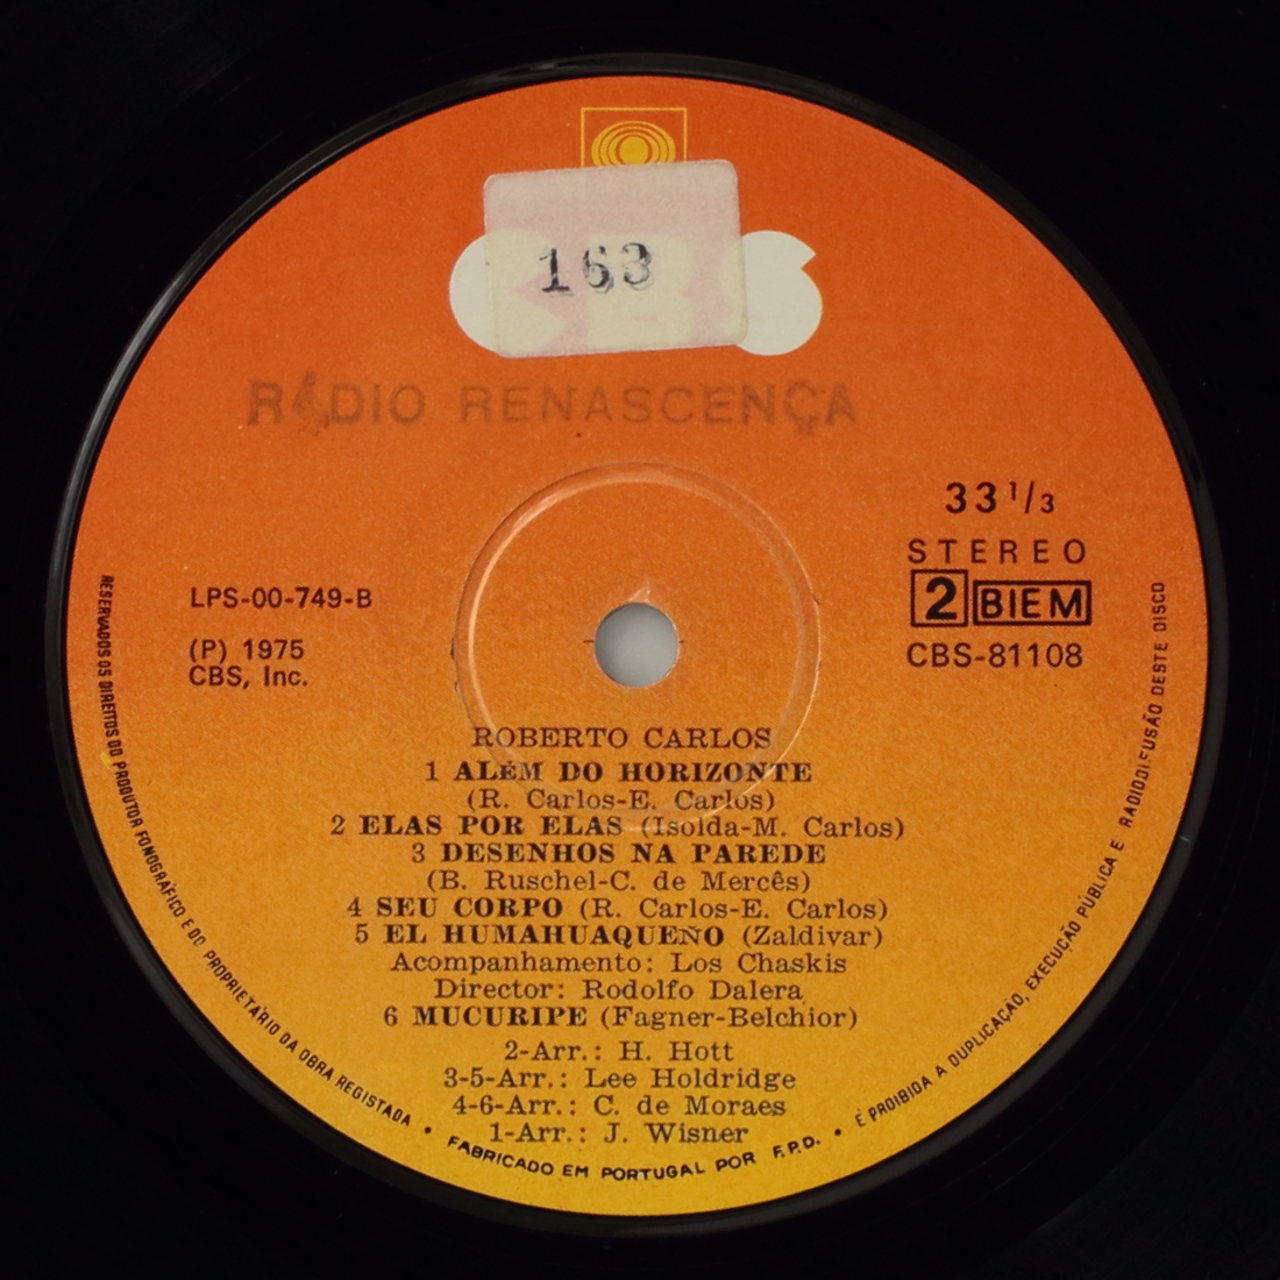 CBS
163
RÁDIO RENASCENÇA
33 1/3
STEREO
2 BIEM
CBS-81108
LPS-00-749-B
(P) 1975
CBS, Inc.
ROBERTO CARLOS
1 ALÉM DO HORIZONTE
(R. Carlos-E. Carlos)
2 ELAS POR ELAS (Isolda-M. Carlos)
3 DESENHOS NA PAREDE
(B. Ruschel-C. de Mercês)
4 SEU CORPO (R. Carlos-E. Carlos)
5 EL HUMAHUAQUEÑO (Zaldivar)
Acompanhamento: Los Chaskis
Director: Rodolfo Dalera
6 MUCURIPE (Fagner-Belchior)
2-Arr.: H. Hott
3-5-Arr.: Lee Holdridge
4-6-Arr.: C. de Moraes
1-Arr.: J. Wisner
RESERVADOS OS DIREITOS DO PRODUTOR FONOGRÁFICO E DO PROPRIETÁRIO DA OBRA REGISTADA • FABRICADO EM PORTUGAL POR F.P.D. • É PROIBIDA A DUPLICAÇÃO, EXECUÇÃO PÚBLICA E RADIODIFUSÃO DESTE DISCO